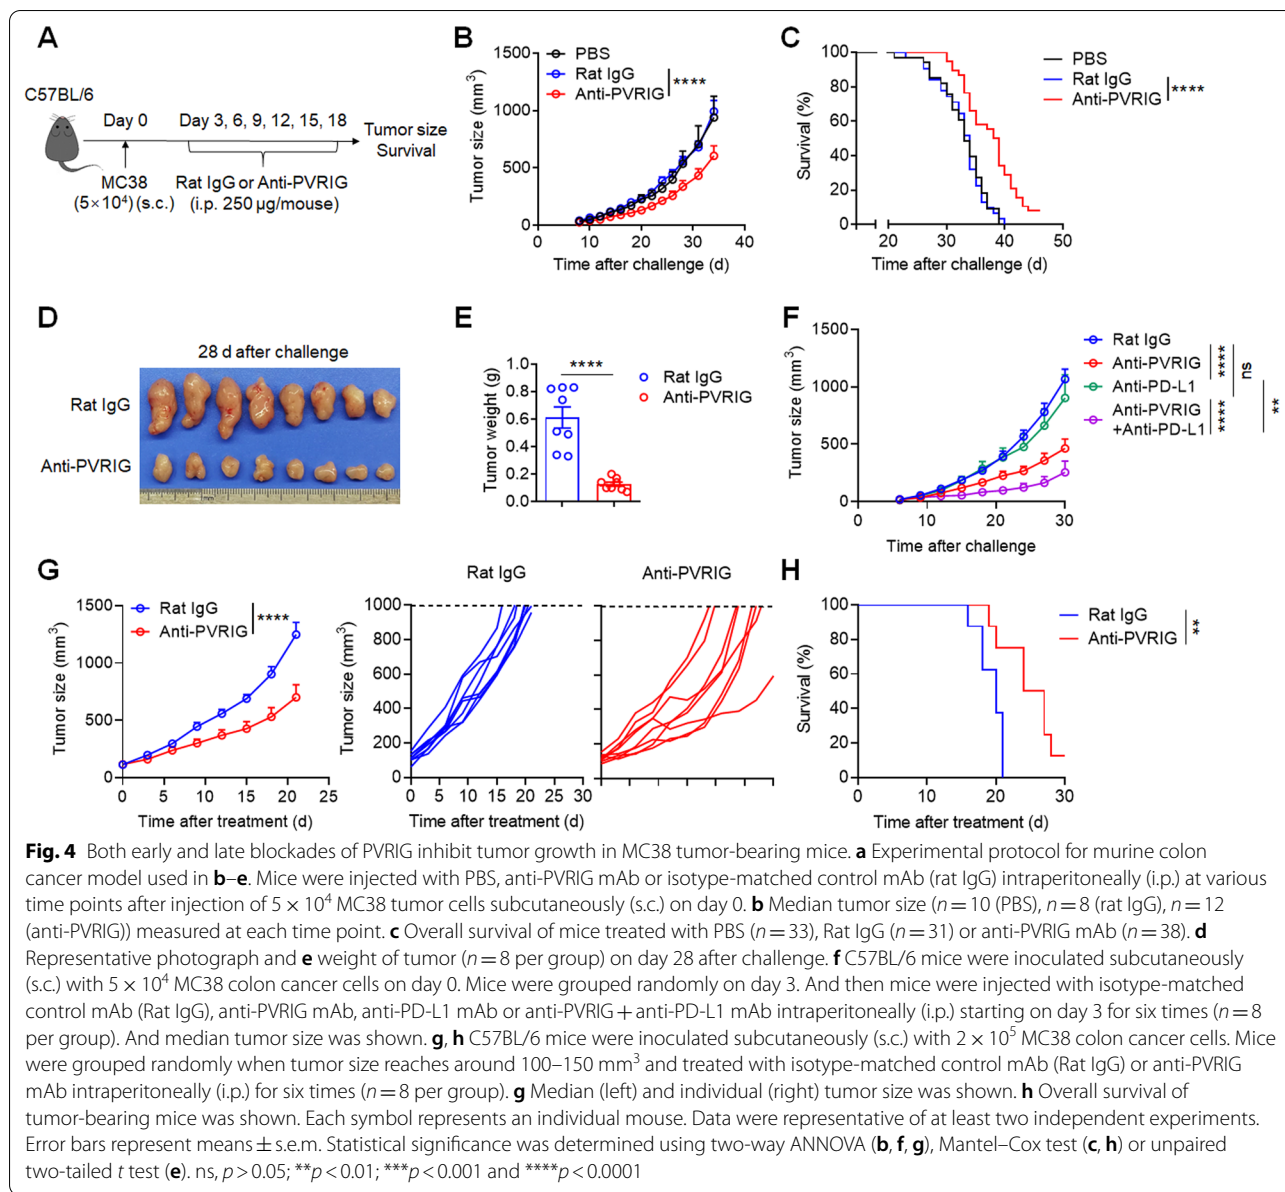 A
C57BL/6
Day 0
Day 3, 6, 9, 12, 15, 18
Tumor size
Survival
MC38
(5×10⁴) (s.c.)
Rat IgG or Anti-PVRIG
(i.p. 250 µg/mouse)
B
Tumor size (mm³)
1500
1000
500
0
0 10 20 30 40
Time after challenge (d)
PBS
Rat IgG
Anti-PVRIG
****
C
Survival (%)
100
80
60
40
20
0
0 20 30 40 50
Time after challenge (d)
PBS
Rat IgG
Anti-PVRIG
****
D
28 d after challenge
Rat IgG
Anti-PVRIG
E
Tumor weight (g)
1.0
0.8
0.6
0.4
0.2
0.0
****
Rat IgG
Anti-PVRIG
F
Tumor size (mm³)
1500
1000
500
0
0 10 20 30
Time after challenge
Rat IgG
Anti-PVRIG
Anti-PD-L1
Anti-PVRIG
+Anti-PD-L1
****
****
ns
**
G
Tumor size (mm³)
1500
1000
500
0
0 5 10 15 20 25
Time after treatment (d)
Rat IgG
Anti-PVRIG
****
Rat IgG
Tumor size (mm³)
1000
800
600
400
200
0
0 5 10 15 20 25 30
Time after treatment (d)
Anti-PVRIG
H
Survival (%)
100
80
60
40
20
0
0 10 20 30
Time after treatment (d)
Rat IgG
Anti-PVRIG
**
Fig. 4 Both early and late blockades of PVRIG inhibit tumor growth in MC38 tumor-bearing mice. a Experimental protocol for murine colon
cancer model used in b–e. Mice were injected with PBS, anti-PVRIG mAb or isotype-matched control mAb (rat IgG) intraperitoneally (i.p.) at various
time points after injection of 5 × 10⁴ MC38 tumor cells subcutaneously (s.c.) on day 0. b Median tumor size (n = 10 (PBS), n = 8 (rat IgG), n = 12
(anti-PVRIG)) measured at each time point. c Overall survival of mice treated with PBS (n = 33), Rat IgG (n = 31) or anti-PVRIG mAb (n = 38). d
Representative photograph and e weight of tumor (n = 8 per group) on day 28 after challenge. f C57BL/6 mice were inoculated subcutaneously
(s.c.) with 5 × 10⁴ MC38 colon cancer cells on day 0. Mice were grouped randomly on day 3. And then mice were injected with isotype-matched
control mAb (Rat IgG), anti-PVRIG mAb, anti-PD-L1 mAb or anti-PVRIG + anti-PD-L1 mAb intraperitoneally (i.p.) starting on day 3 for six times (n = 8
per group). And median tumor size was shown. g, h C57BL/6 mice were inoculated subcutaneously (s.c.) with 2 × 10⁵ MC38 colon cancer cells. Mice
were grouped randomly when tumor size reaches around 100–150 mm³ and treated with isotype-matched control mAb (Rat IgG) or anti-PVRIG
mAb intraperitoneally (i.p.) for six times (n = 8 per group). g Median (left) and individual (right) tumor size was shown. h Overall survival of
tumor-bearing mice was shown. Each symbol represents an individual mouse. Data were representative of at least two independent experiments.
Error bars represent means ± s.e.m. Statistical significance was determined using two-way ANNOVA (b, f, g), Mantel–Cox test (c, h) or unpaired
two-tailed t test (e). ns, p > 0.05; **p < 0.01; ***p < 0.001 and ****p < 0.0001